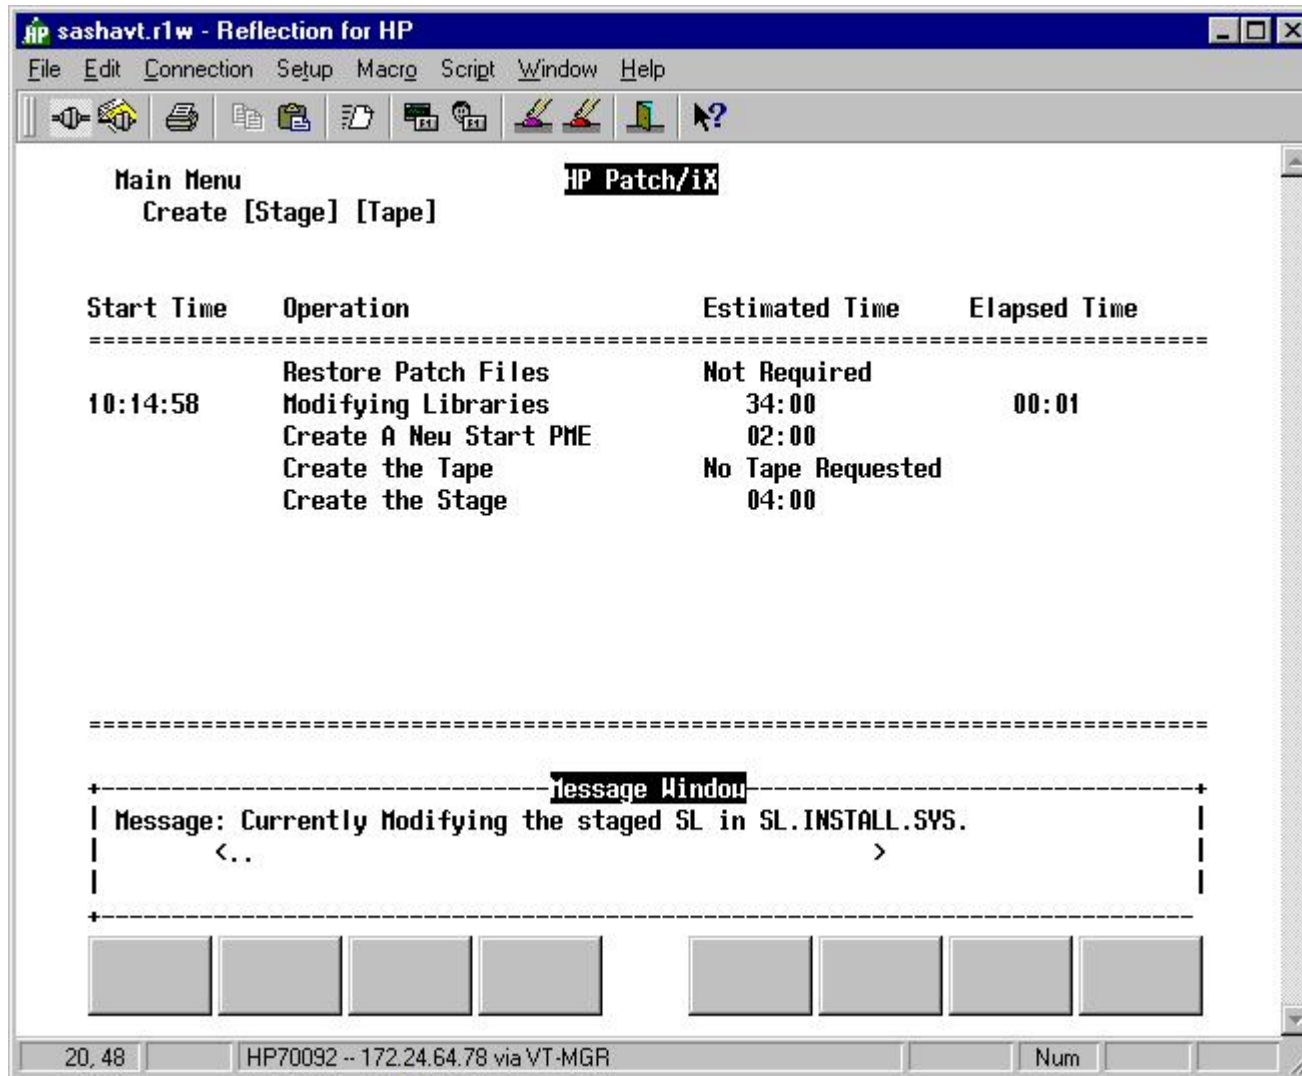 sashavt.r1w - Reflection for HP
File Edit Connection Setup Macro Script Window Help
Main Menu HP Patch/iX
Create [Stage] [Tape]
Start Time Operation Estimated Time Elapsed Time
================================================================================
Restore Patch Files Not Required
10:14:58 Modifying Libraries 34:00 00:01
Create A New Start PME 02:00
Create the Tape No Tape Requested
Create the Stage 04:00
================================================================================
Message Window
Message: Currently Modifying the staged SL in SL.INSTALL.SYS.
<.. >
20, 48 HP70092 -- 172.24.64.78 via VT-MGR Num